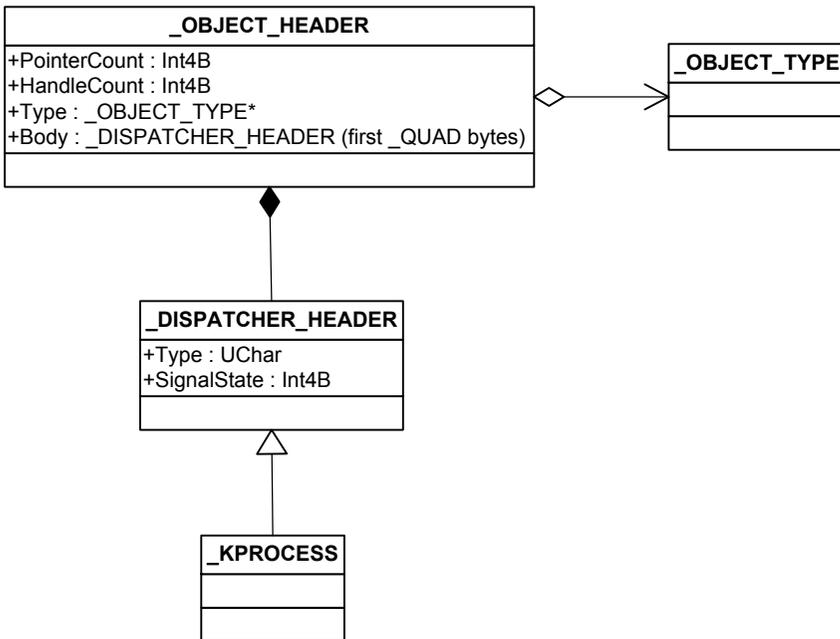 _OBJECT_HEADER
+PointerCount : Int4B
+HandleCount : Int4B
+Type : _OBJECT_TYPE*
+Body : _DISPATCHER_HEADER (first _QUAD bytes)
_OBJECT_TYPE
_DISPATCHER_HEADER
+Type : UChar
+SignalState : Int4B
_KPROCESS